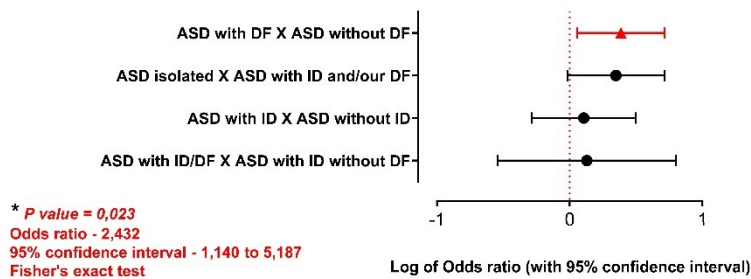 ASD with DF X ASD without DF
ASD isolated X ASD with ID and/our DF
ASD with ID X ASD without ID
ASD with ID/DF X ASD with ID without DF
-1 0 1
* P value = 0,023
Odds ratio - 2,432
95% confidence interval - 1,140 to 5,187
Fisher's exact test
Log of Odds ratio (with 95% confidence interval)